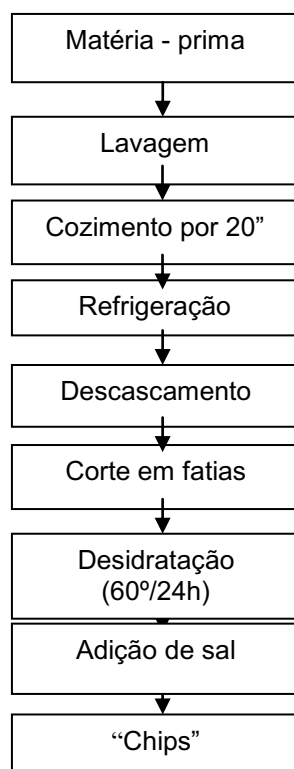 Matéria - prima
Lavagem
Cozimento por 20”
Refrigeração
Descascamento
Corte em fatias
Desidratação
(60º/24h)
Adição de sal
“Chips”